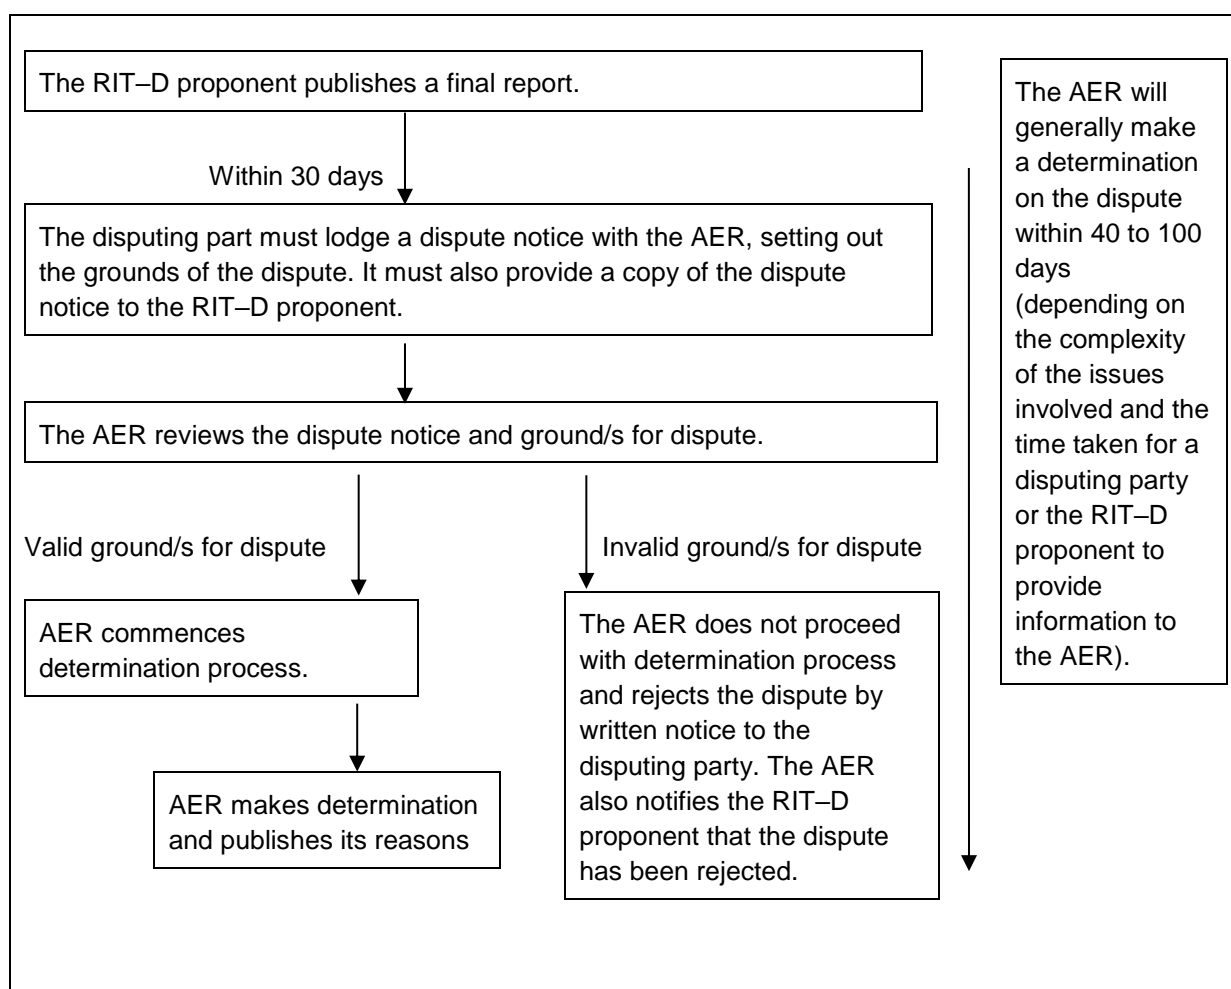 The RIT–D proponent publishes a final report.
Within 30 days
The disputing part must lodge a dispute notice with the AER, setting out
the grounds of the dispute. It must also provide a copy of the dispute
notice to the RIT–D proponent.
The AER reviews the dispute notice and ground/s for dispute.
Valid ground/s for dispute
Invalid ground/s for dispute
AER commences
determination process.
AER makes determination
and publishes its reasons
The AER does not proceed
with determination process
and rejects the dispute by
written notice to the
disputing party. The AER
also notifies the RIT–D
proponent that the dispute
has been rejected.
The AER will
generally make
a determination
on the dispute
within 40 to 100
days
(depending on
the complexity
of the issues
involved and the
time taken for a
disputing party
or the RIT–D
proponent to
provide
information to
the AER).